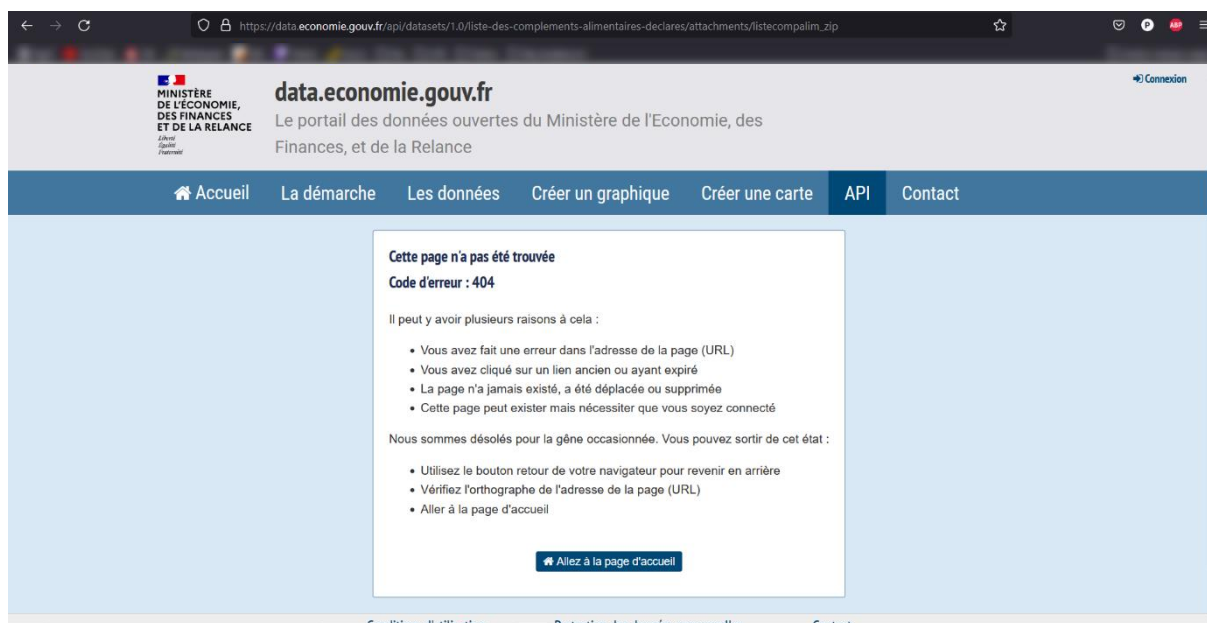 https://data.economie.gouv.fr/api/datasets/1.0/liste-des-complements-alimentaires-declares/attachments/listecompalim_zip
P
ABP
MINISTÈRE
DE L'ÉCONOMIE,
DES FINANCES
ET DE LA RELANCE
Liberté
Égalité
Fraternité
data.economie.gouv.fr
Le portail des données ouvertes du Ministère de l'Economie, des
Finances, et de la Relance
Connexion
Accueil La démarche Les données Créer un graphique Créer une carte API Contact
Cette page n'a pas été trouvée
Code d'erreur : 404
Il peut y avoir plusieurs raisons à cela :
• Vous avez fait une erreur dans l'adresse de la page (URL)
• Vous avez cliqué sur un lien ancien ou ayant expiré
• La page n'a jamais existé, a été déplacée ou supprimée
• Cette page peut exister mais nécessiter que vous soyez connecté
Nous sommes désolés pour la gêne occasionnée. Vous pouvez sortir de cet état :
• Utilisez le bouton retour de votre navigateur pour revenir en arrière
• Vérifiez l'orthographe de l'adresse de la page (URL)
• Aller à la page d'accueil
Allez à la page d'accueil